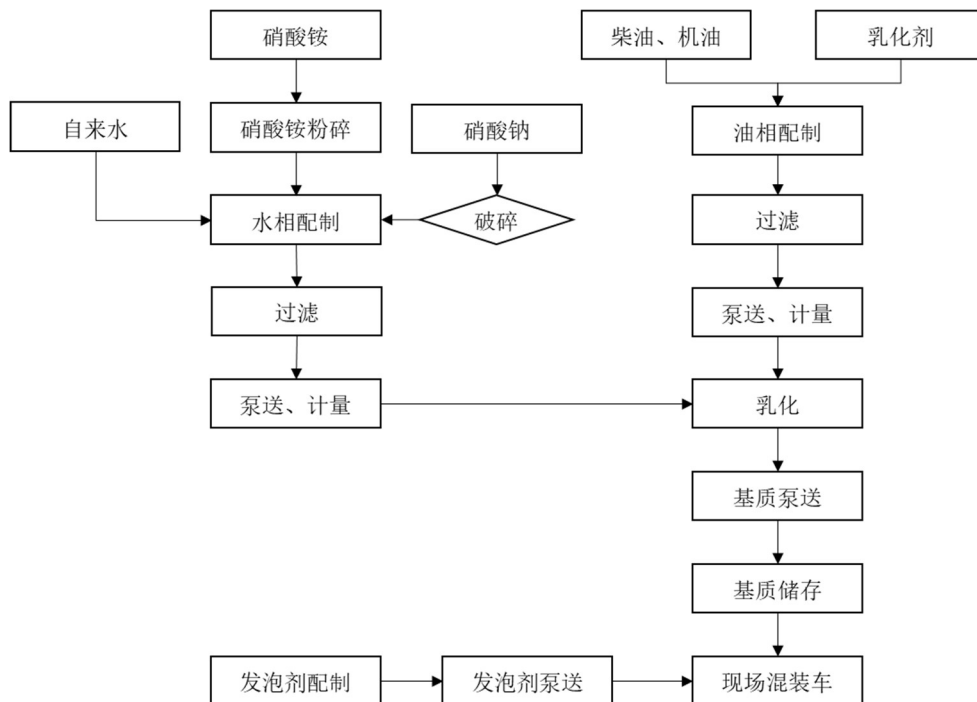 硝酸铵
柴油、机油
乳化剂
自来水
硝酸铵粉碎
硝酸钠
油相配制
水相配制
破碎
过滤
过滤
泵送、计量
泵送、计量
乳化
基质泵送
基质储存
发泡剂配制
发泡剂泵送
现场混装车